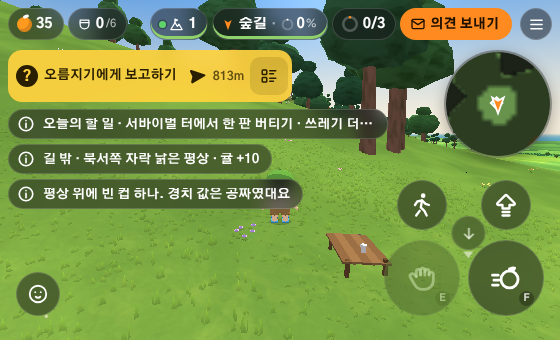 35
0/6
1
숲길 · 0%
0/3
의견 보내기
오름지기에게 보고하기
813m
오늘의 할 일 · 서바이벌 터에서 한 판 버티기 · 쓰레기 더…
길 밖 · 북서쪽 자락 낡은 평상 · 귤 +10
평상 위에 빈 컵 하나. 경치 값은 공짜였대요
E
F